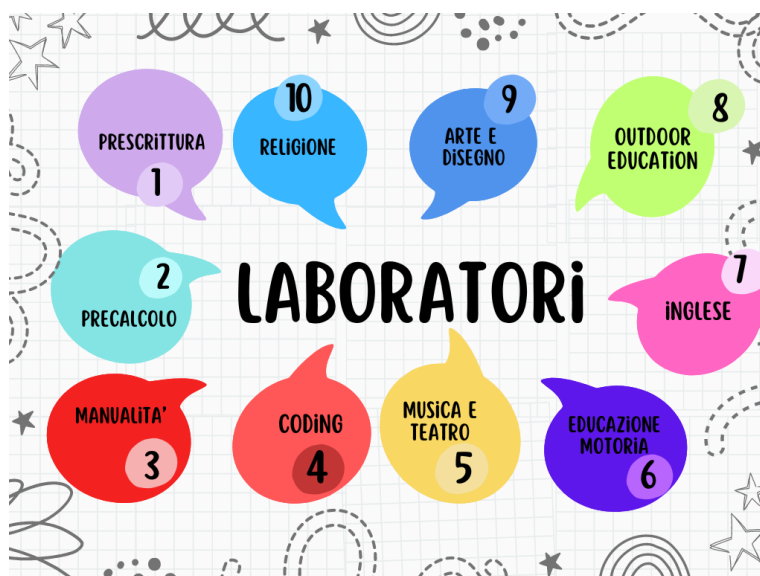 PRESCRiTTURA
1
10
RELiGiONE
9
ARTE E
DiSEGNO
8
OUTDOOR
EDUCATiON
2
PRECALCOLO
LABORATORi
7
iNGLESE
MANUALiTA'
3
CODiNG
4
MUSiCA E
TEATRO
5
EDUCAZiONE
MOTORiA
6